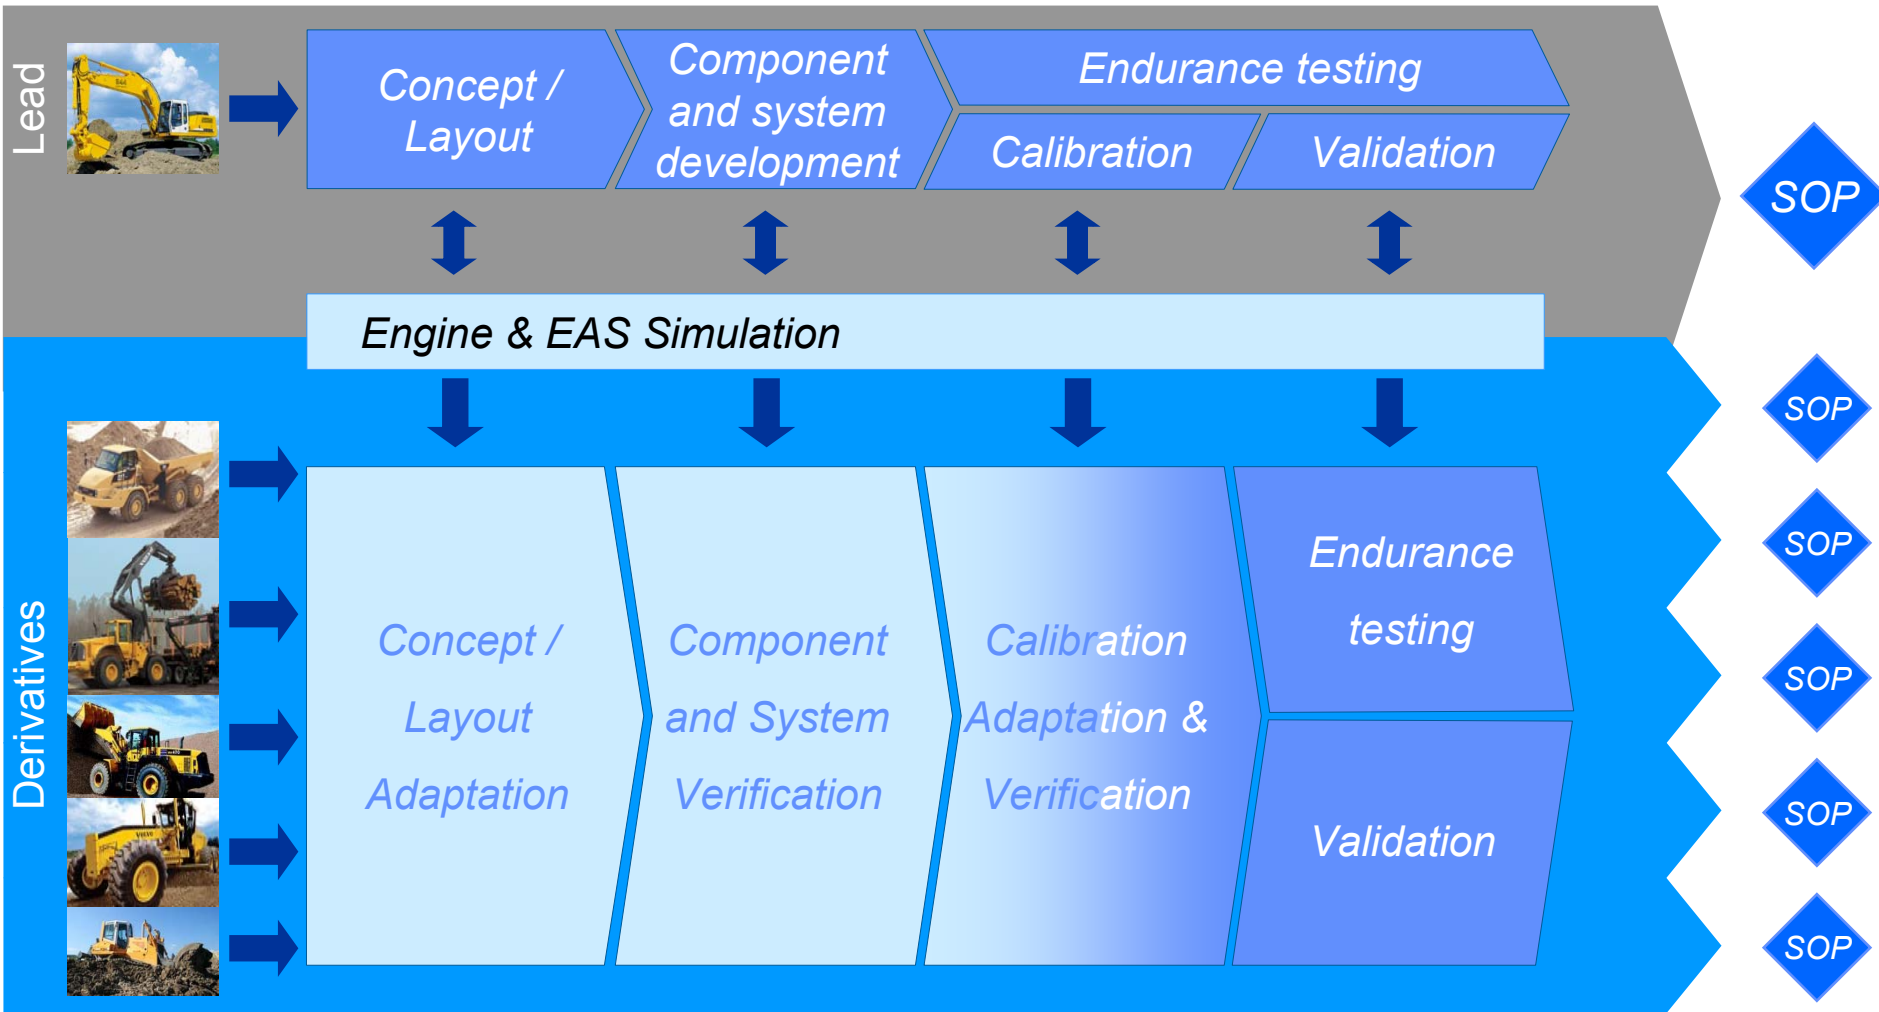 Lead
Concept /
Layout
Component
and system
development
Endurance testing
Calibration
Validation
SOP
Engine & EAS Simulation
Derivatives
Concept /
Layout
Adaptation
Component
and System
Verification
Calibration
Adaptation &
Verification
Endurance
testing
Validation
SOP
SOP
SOP
SOP
SOP